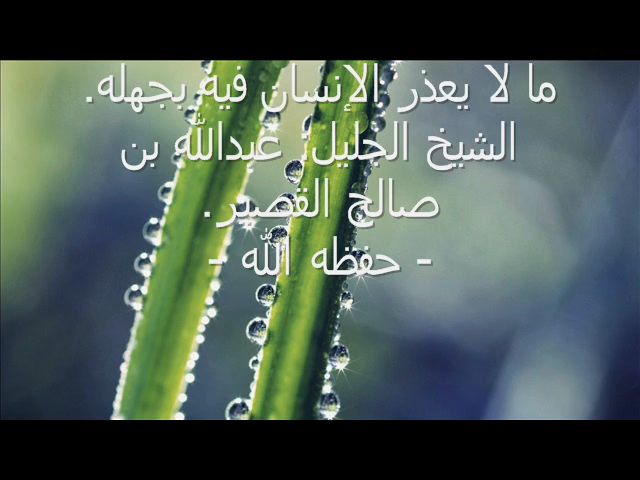 ما لا يعذر الإنسان فيه بجهله.
الشيخ الجليل: عبدالله بن
صالح القصير.
- حفظه الله -